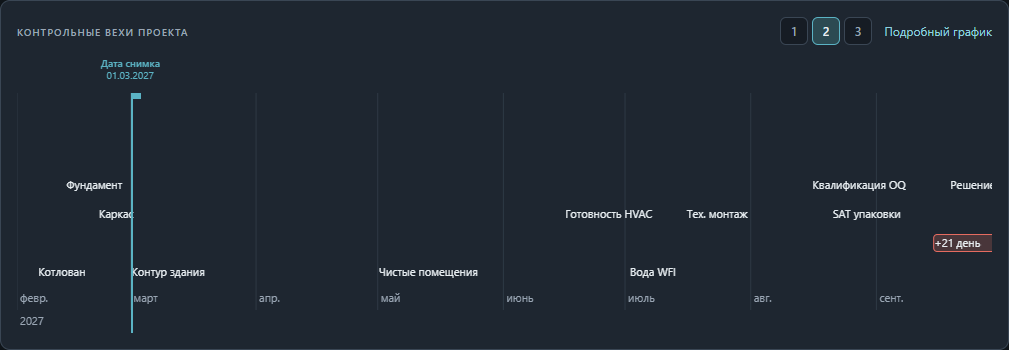 КОНТРОЛЬНЫЕ ВЕХИ ПРОЕКТА
1 2 3 Подробный график
Дата снимка
01.03.2027
Фундамент Квалификация OQ Решение
Каркас Готовность HVAC Тех. монтаж SAT упаковки
+21 день
Котлован Контур здания Чистые помещения Вода WFI
февр. март апр. май июнь июль авг. сент.
2027